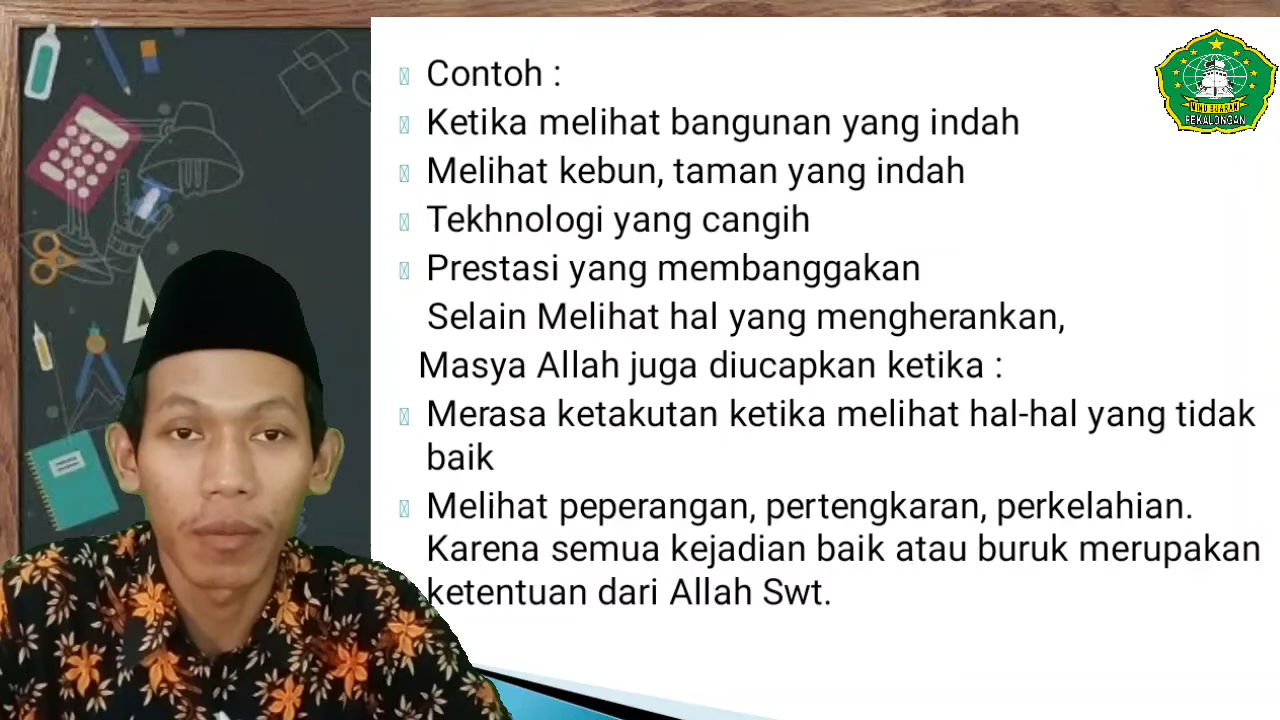 Contoh :
Ketika melihat bangunan yang indah
Melihat kebun, taman yang indah
Tekhnologi yang cangih
Prestasi yang membanggakan
Selain Melihat hal yang mengherankan,
Masya Allah juga diucapkan ketika :
Merasa ketakutan ketika melihat hal-hal yang tidak
baik
Melihat peperangan, pertengkaran, perkelahian.
Karena semua kejadian baik atau buruk merupakan
ketentuan dari Allah Swt.
PEKALONGAN